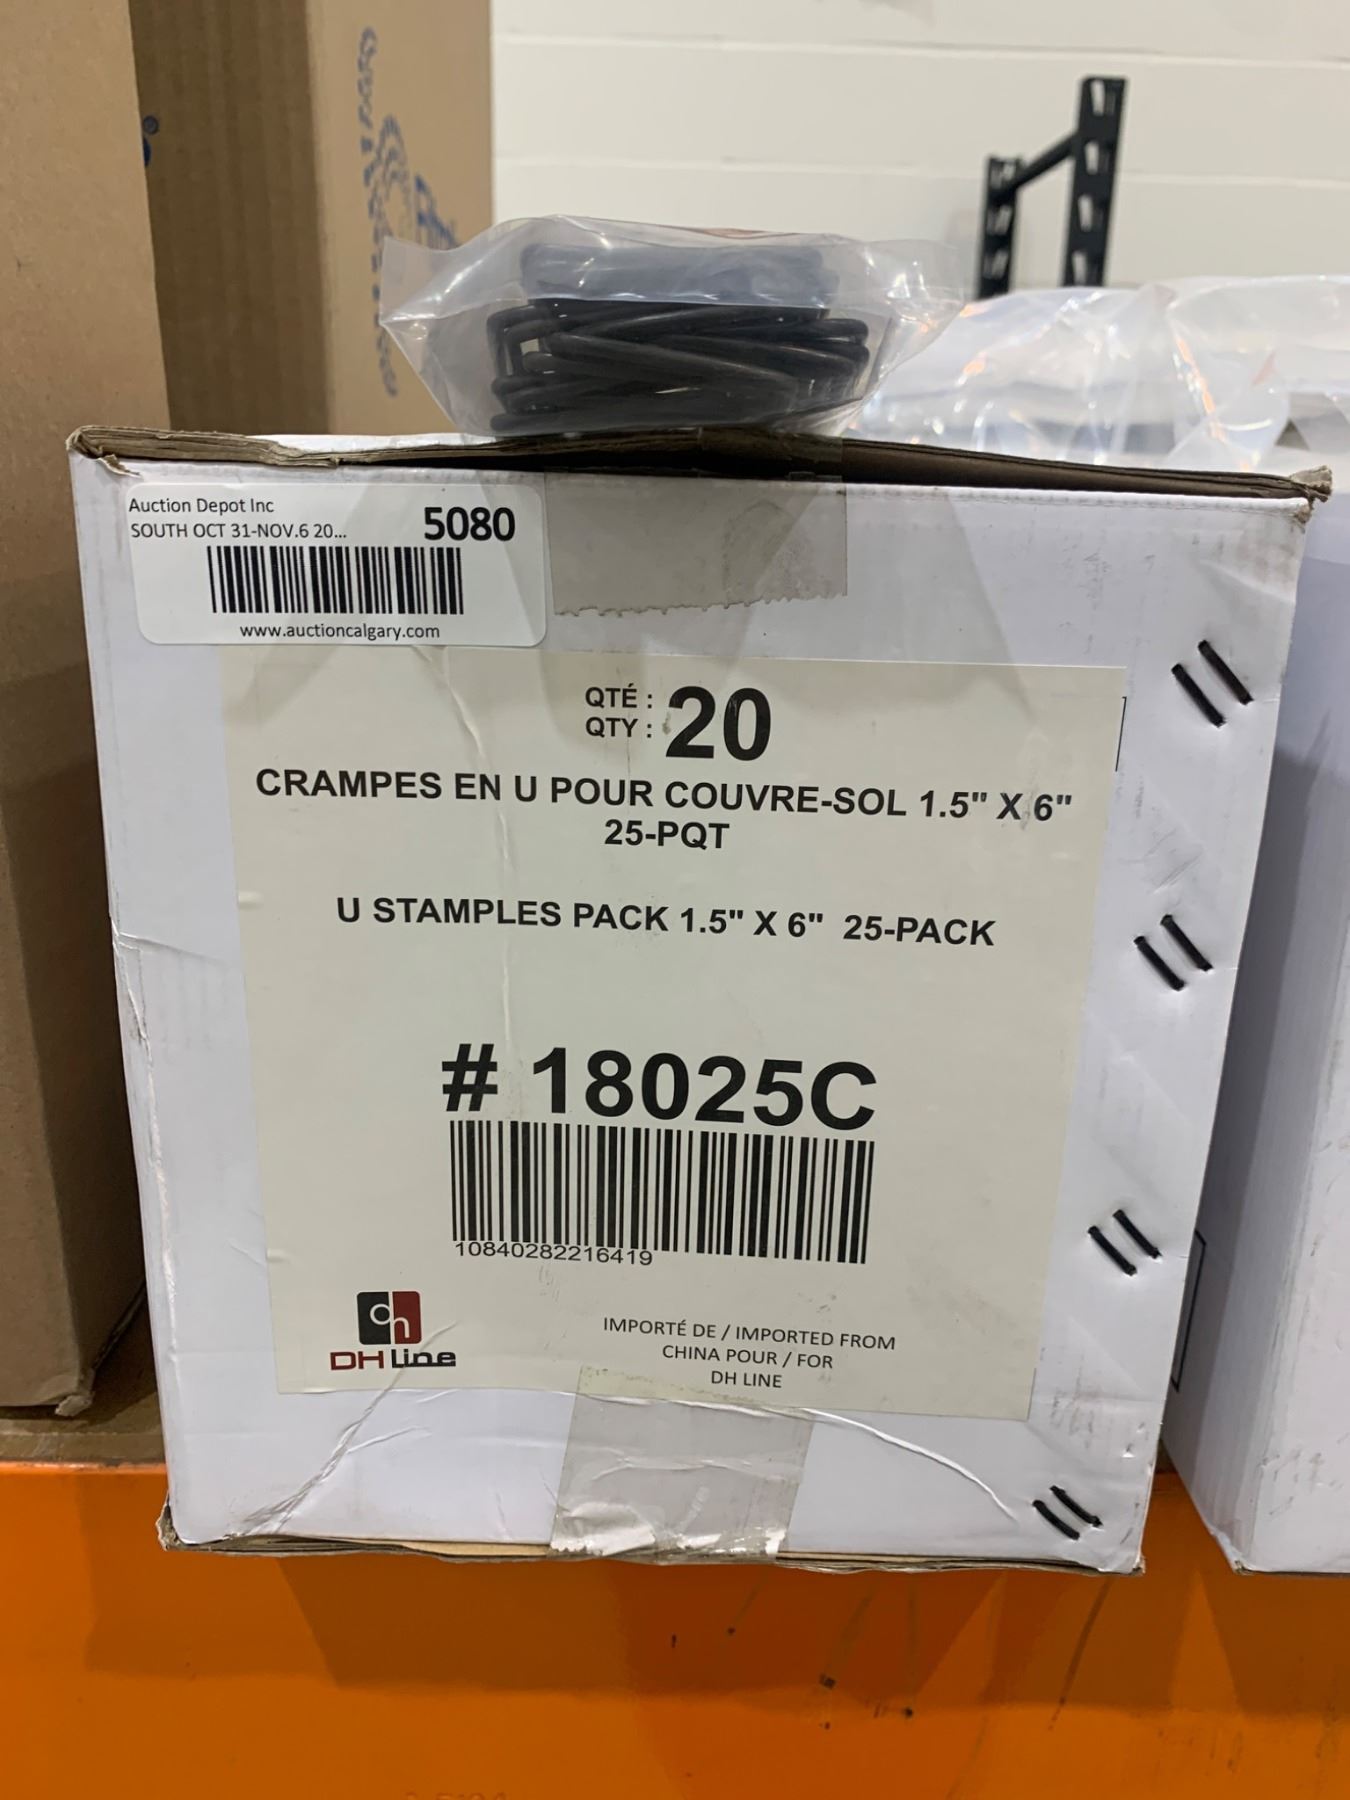 Auction Depot Inc
SOUTH OCT 31-NOV.6 20...
5080
www.auctioncalgary.com
QTÉ :
QTY : 20
CRAMPES EN U POUR COUVRE-SOL 1.5" X 6"
25-PQT
U STAMPLES PACK 1.5" X 6" 25-PACK
# 18025C
10840282216419
dh
DH Line
IMPORTÉ DE / IMPORTED FROM
CHINA POUR / FOR
DH LINE